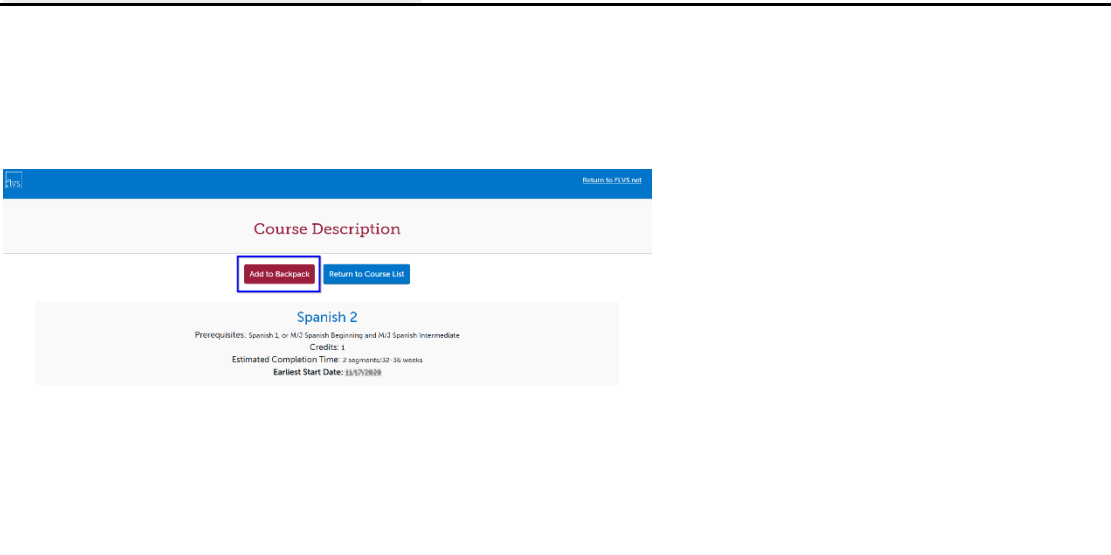 flvs
Return to FLVS.net
Course Description
Add to Backpack
Return to Course List
Spanish 2
Prerequisites: Spanish 1, or M/J Spanish Beginning and M/J Spanish Intermediate
Credits: 1
Estimated Completion Time: 2 segments/32-36 weeks
Earliest Start Date: